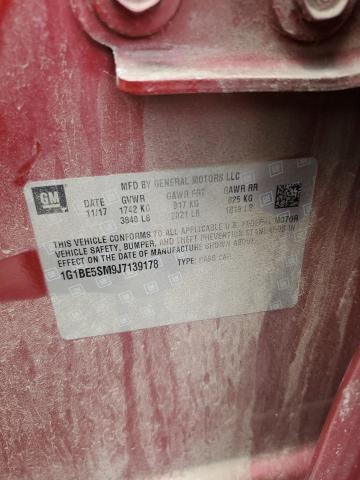 GM
MFD BY GENERAL MOTORS LLC
DATE GVWR GAWR FRT GAWR RR
11/17 1742 KG 917 KG 825 KG
3840 LB 2021 LB 1819 LB
THIS VEHICLE CONFORMS TO ALL APPLICABLE U.S. FEDERAL MOTOR
VEHICLE SAFETY, BUMPER, AND THEFT PREVENTION STANDARDS IN
EFFECT ON THE DATE OF MANUFACTURE SHOWN ABOVE.
1G1BE5SM9J7139178 TYPE: PASS CAR